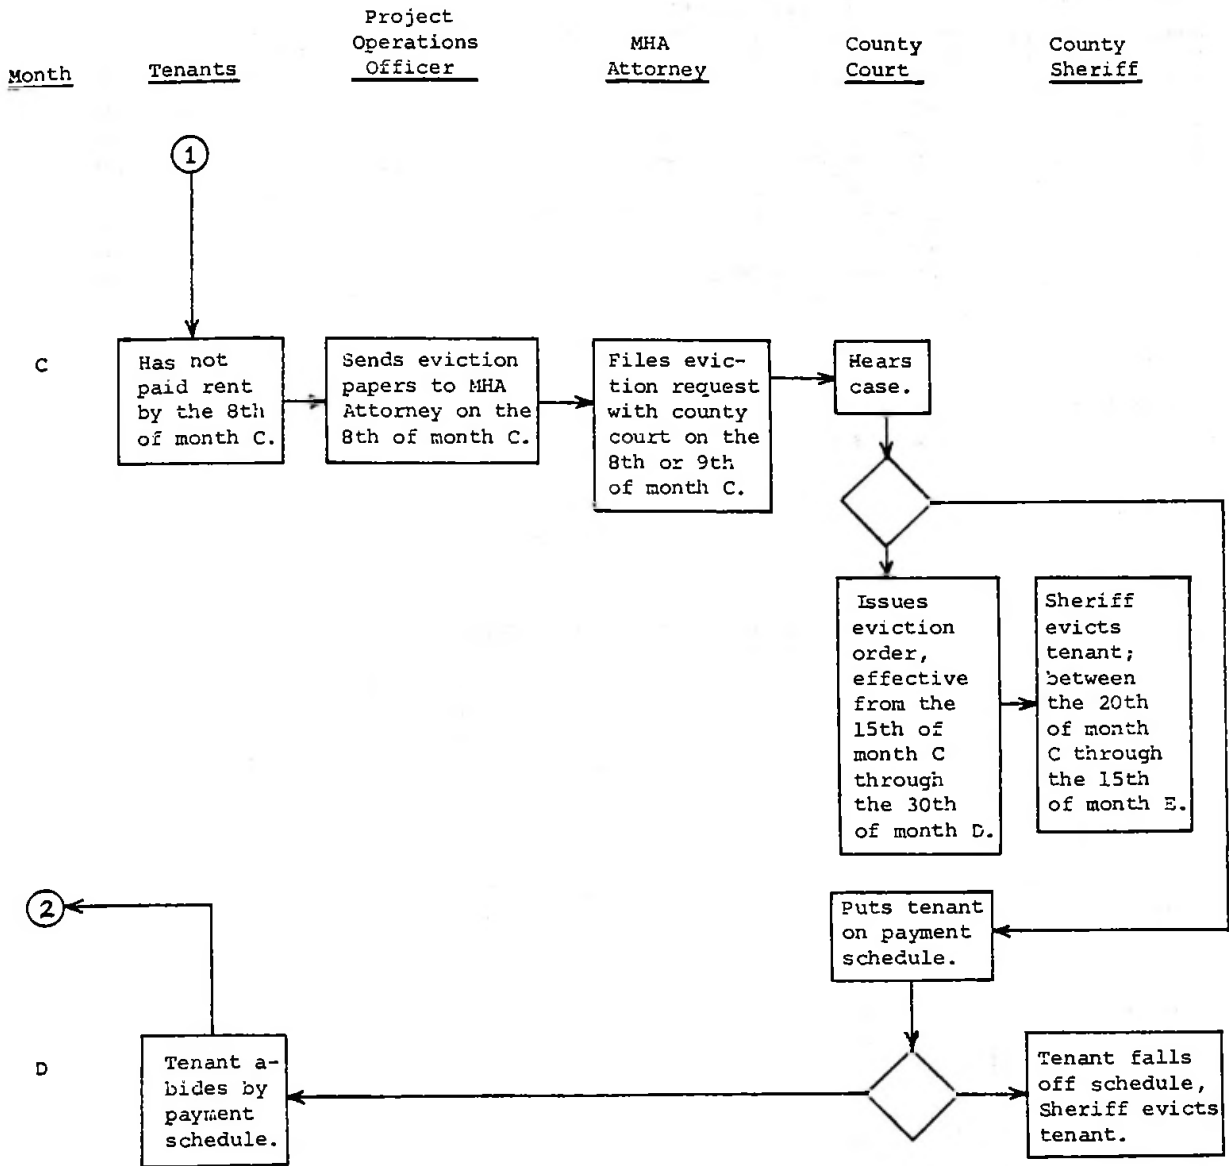 Month
Tenants
Project
Operations
Officer
MHA
Attorney
County
Court
County
Sheriff
1
C
Has not
paid rent
by the 8th
of month C.
Sends eviction
papers to MHA
Attorney on the
8th of month C.
Files evic-
tion request
with county
court on the
8th or 9th
of month C.
Hears
case.
Issues
eviction
order,
effective
from the
15th of
month C
through
the 30th
of month D.
Sheriff
evicts
tenant;
between
the 20th
of month
C through
the 15th
of month E.
2
Puts tenant
on payment
schedule.
D
Tenant a-
bides by
payment
schedule.
Tenant falls
off schedule,
Sheriff evicts
tenant.